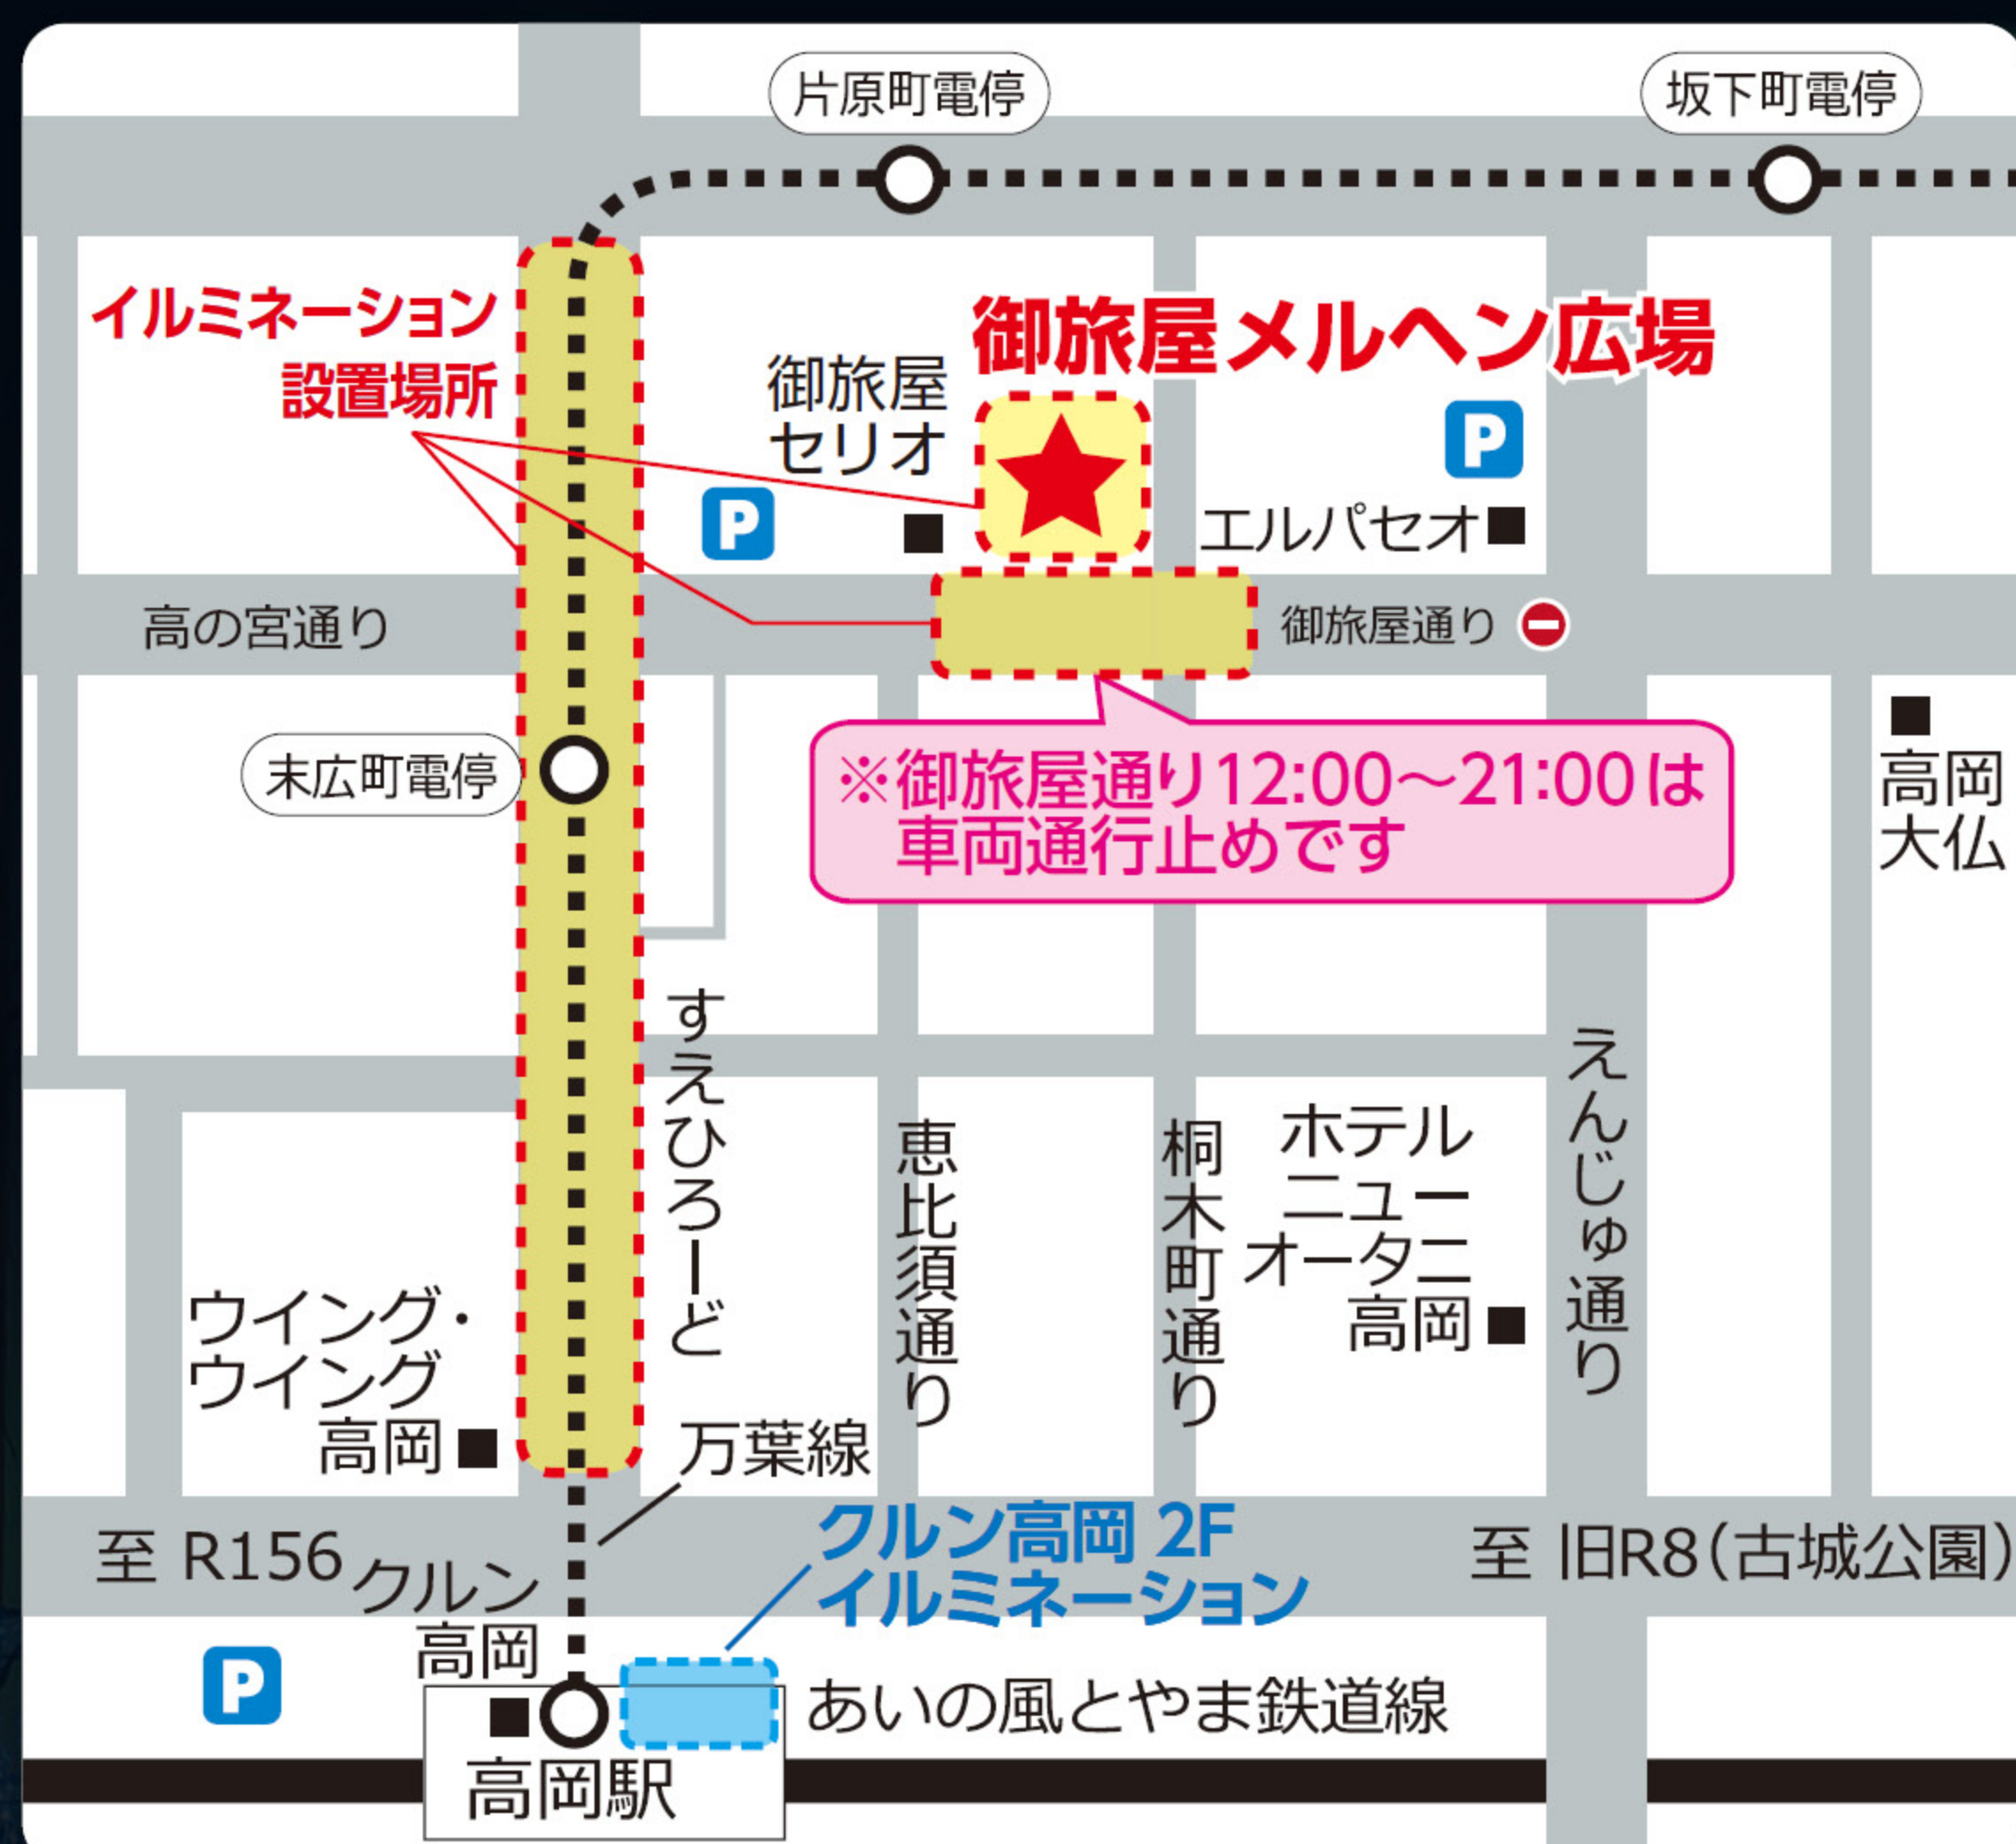 片原町電停
坂下町電停
イルミネーション
設置場所
御旅屋メルヘン広場
御旅屋
セリオ
P
P
エルパセオ
高の宮通り
御旅屋通り
末広町電停
※御旅屋通り12:00～21:00は
車両通行止めです
高岡
大仏
すえひろーど
恵比須通り
桐木町通り
ホテル
ニュー
オータニ
高岡
えんじゅ通り
ウイング・
ウイング
高岡
万葉線
至 R156
クルン
高岡
クルン高岡 2F
イルミネーション
至 旧R8（古城公園）
P
あいの風とやま鉄道線
高岡駅